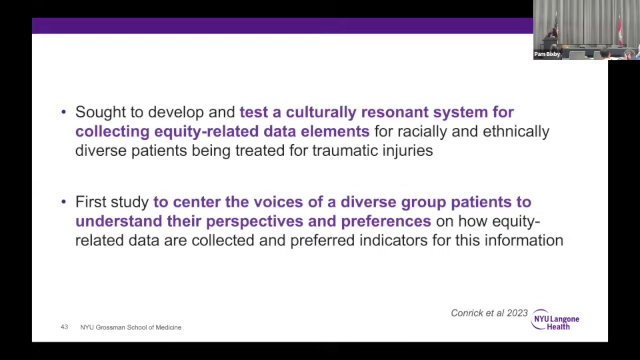 Pam Bixby
• Sought to develop and test a culturally resonant system for
collecting equity-related data elements for racially and ethnically
diverse patients being treated for traumatic injuries
• First study to center the voices of a diverse group patients to
understand their perspectives and preferences on how equity-
related data are collected and preferred indicators for this information
Conrick et al 2023
43 NYU Grossman School of Medicine
NYU Langone
Health